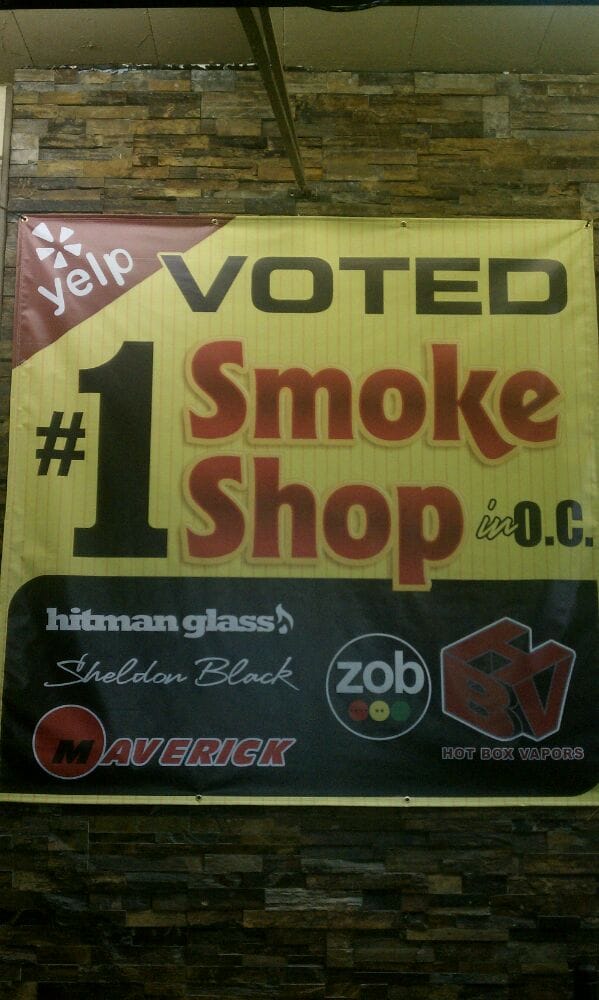 yelp
VOTED
#1 Smoke
Shop in O.C.
hitman glass
Sheldon Black
MAVERICK
zob
HBV
HOT BOX VAPORS